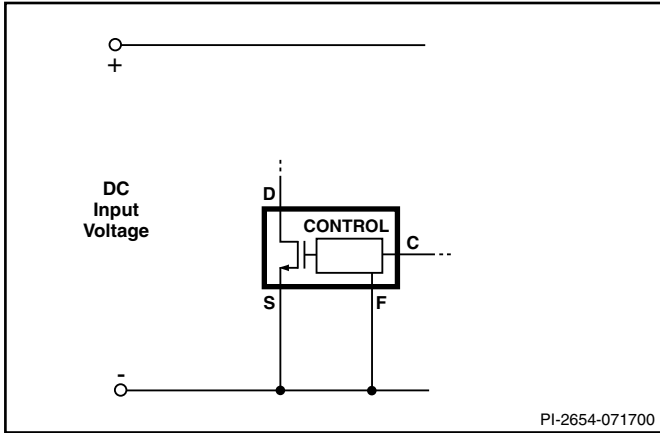 +
DC
Input
Voltage
D
CONTROL
C
S
F
-
PI-2654-071700